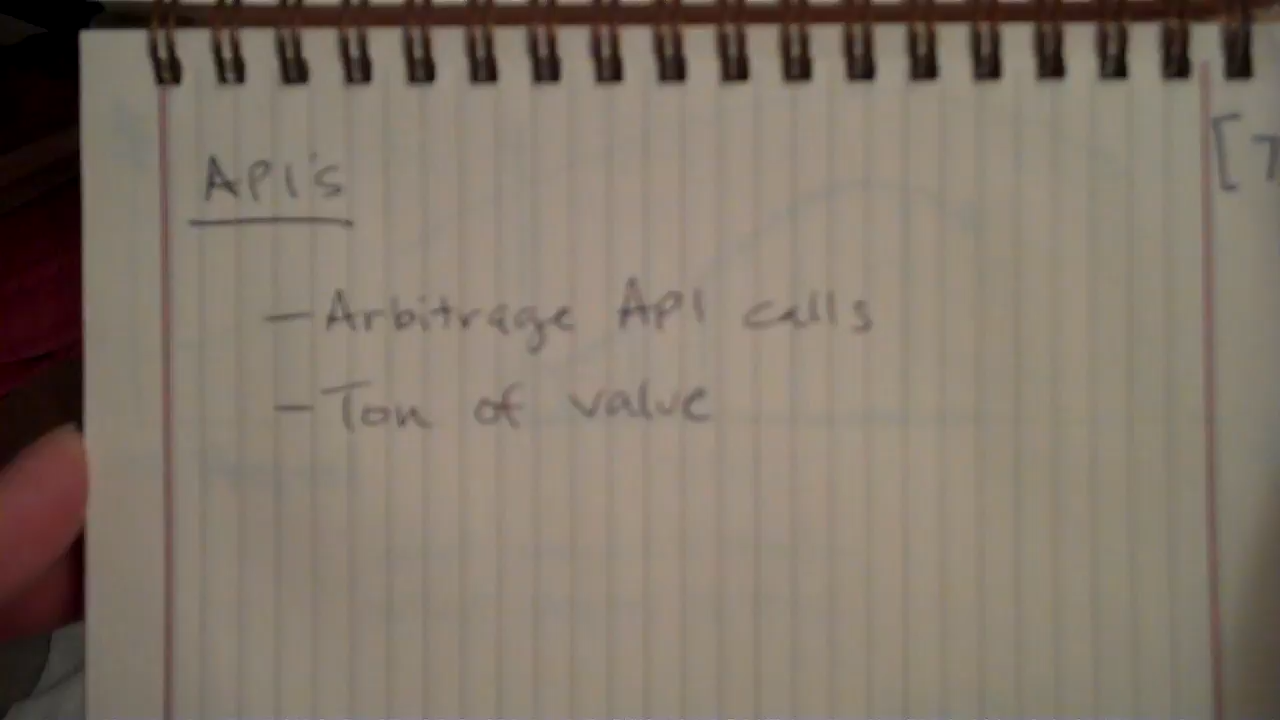 API's
- Arbitrage API calls
- Ton of value
[